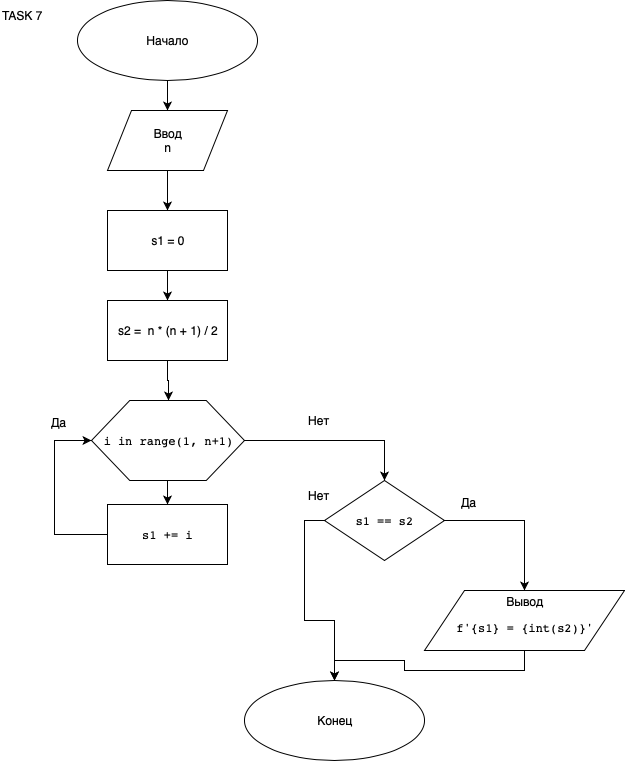 TASK 7
Начало
Ввод
n
s1 = 0
s2 = n * (n + 1) / 2
Да
i in range(1, n+1)
Нет
s1 += i
Нет
s1 == s2
Да
Вывод
f'{s1} = {int(s2)}'
Конец